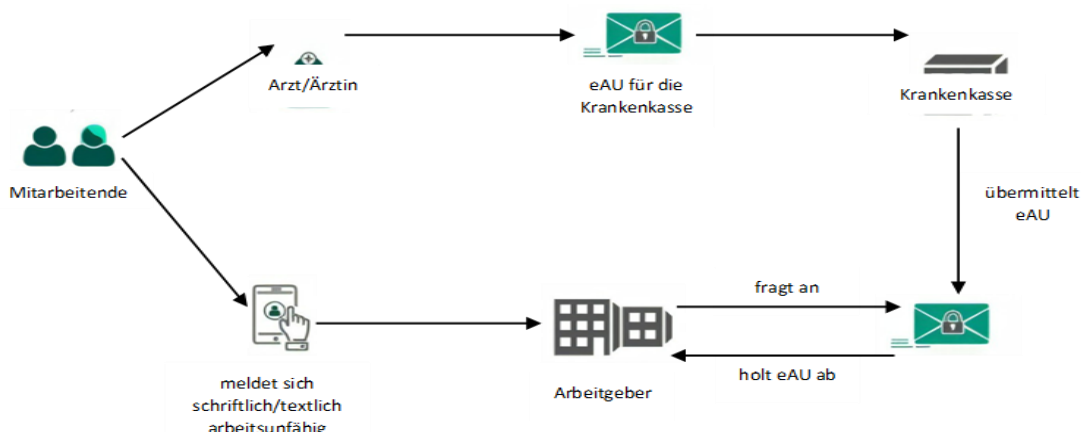 Arzt/Ärztin
eAU für die
Krankenkasse
Krankenkasse
Mitarbeitende
übermittelt
eAU
fragt an
holt eAU ab
Arbeitgeber
meldet sich
schriftlich/textlich
arbeitsunfähig